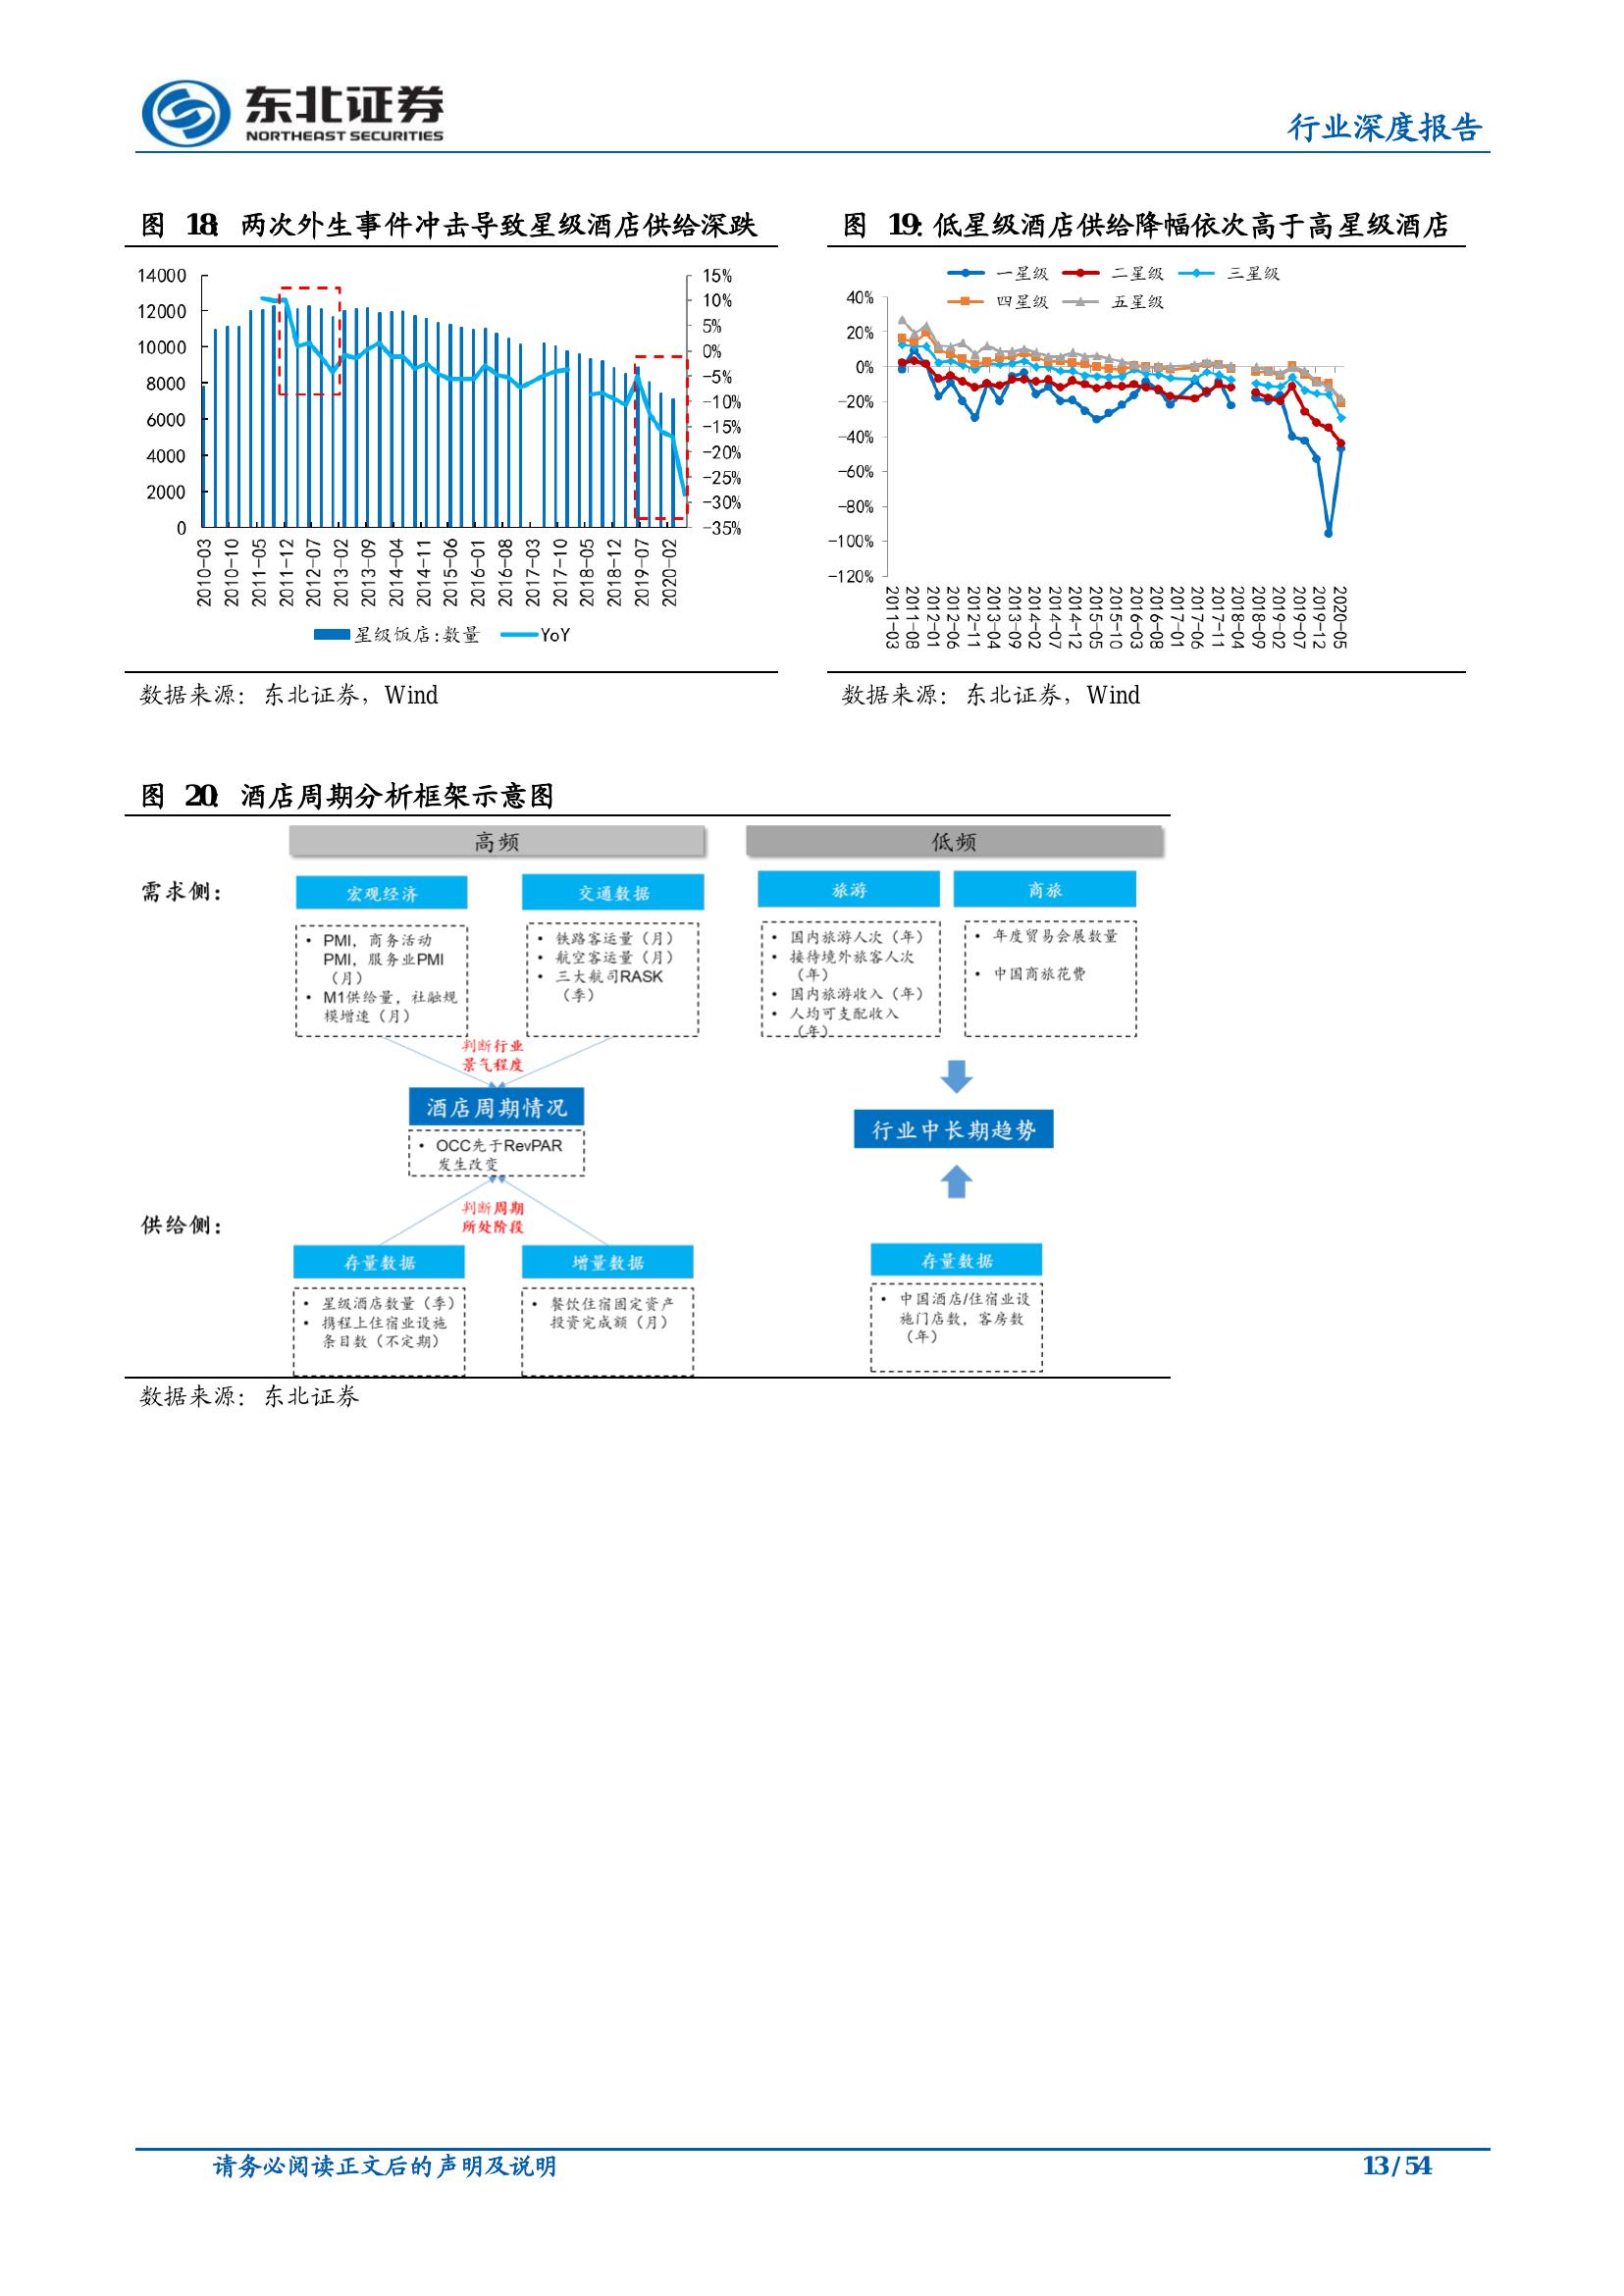 东北证券
NORTHEAST SECURITIES
行业深度报告
图 18: 两次外生事件冲击导致星级酒店供给深跌
14000
12000
10000
8000
6000
4000
2000
0
15%
10%
5%
0%
-5%
-10%
-15%
-20%
-25%
-30%
-35%
2010-03
2010-10
2011-05
2011-12
2012-07
2013-02
2013-09
2014-04
2014-11
2015-06
2016-01
2016-08
2017-03
2017-10
2018-05
2018-12
2019-07
2020-02
星级饭店:数量
YoY
数据来源：东北证券，Wind
图 19: 低星级酒店供给降幅依次高于高星级酒店
一星级
二星级
三星级
四星级
五星级
40%
20%
0%
-20%
-40%
-60%
-80%
-100%
-120%
2011-03
2011-08
2012-01
2012-06
2012-11
2013-04
2013-09
2014-02
2014-07
2014-12
2015-05
2015-10
2016-03
2016-08
2017-01
2017-06
2017-11
2018-04
2018-09
2019-02
2019-07
2019-12
2020-05
数据来源：东北证券，Wind
图 20: 酒店周期分析框架示意图
高频
低频
需求侧：
宏观经济
交通数据
旅游
商旅
• PMI，商务活动
PMI，服务业PMI
（月）
• M1供给量，社融规
模增速（月）
• 铁路客运量（月）
• 航空客运量（月）
• 三大航司RASK
（季）
• 国内旅游人次（年）
• 接待境外旅客人次
（年）
• 国内旅游收入（年）
• 人均可支配收入
（年）
• 年度贸易会展数量
• 中国商旅花费
判断行业
景气程度
酒店周期情况
• OCC先于RevPAR
发生改变
行业中长期趋势
判断周期
所处阶段
供给侧：
存量数据
增量数据
存量数据
• 星级酒店数量（季）
• 携程上住宿业设施
条目数（不定期）
• 餐饮住宿固定资产
投资完成额（月）
• 中国酒店/住宿业设
施门店数，客房数
（年）
数据来源：东北证券
请务必阅读正文后的声明及说明
13 / 54